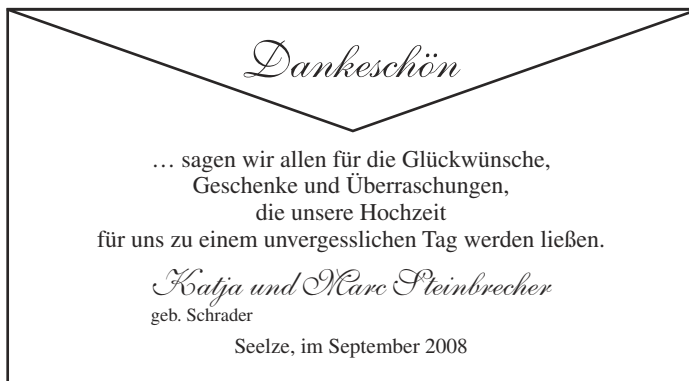 Dankeschön
… sagen wir allen für die Glückwünsche,
Geschenke und Überraschungen,
die unsere Hochzeit
für uns zu einem unvergesslichen Tag werden ließen.
Katja und Marc Steinbrecher
geb. Schrader
Seelze, im September 2008